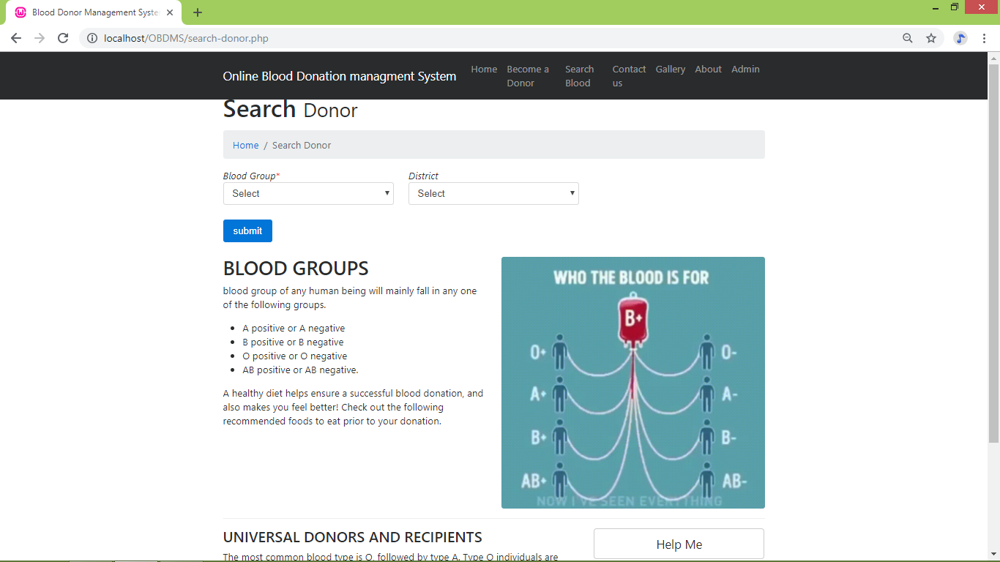 Blood Donor Management Syste
localhost/OBDMS/search-donor.php
Online Blood Donation managment System
Home
Become a
Donor
Search
Blood
Contact
us
Gallery
About
Admin
Search Donor
Home / Search Donor
Blood Group*
District
Select
Select
submit
BLOOD GROUPS
blood group of any human being will mainly fall in any one
of the following groups.
• A positive or A negative
• B positive or B negative
• O positive or O negative
• AB positive or AB negative.
A healthy diet helps ensure a successful blood donation, and
also makes you feel better! Check out the following
recommended foods to eat prior to your donation.
WHO THE BLOOD IS FOR
B+
O+ O-
A+ A-
B+ B-
AB+ AB-
NOW I'VE SEEN EVERYTHING
UNIVERSAL DONORS AND RECIPIENTS
Help Me
The most common blood type is O, followed by type A. Type O individuals are